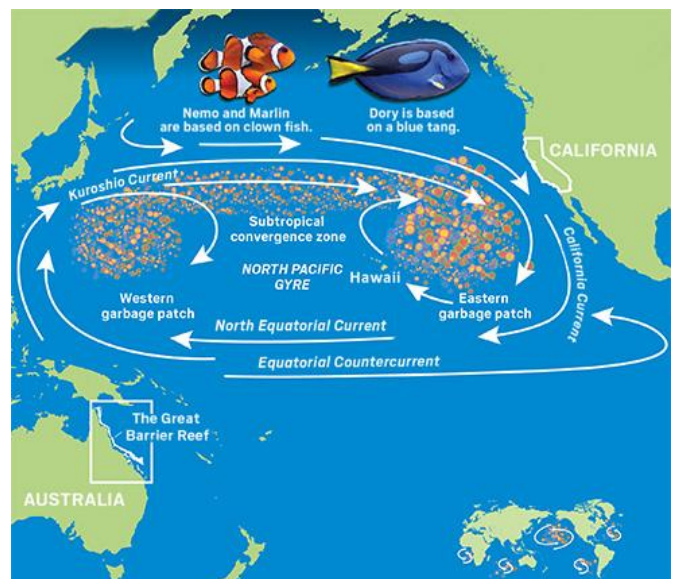 Nemo and Marlin
are based on clown fish.
Dory is based
on a blue tang.
CALIFORNIA
Kuroshio Current
Subtropical
convergence zone
California Current
NORTH PACIFIC
GYRE
Hawaii
Western
garbage patch
Eastern
garbage patch
North Equatorial Current
Equatorial Countercurrent
The Great
Barrier Reef
AUSTRALIA